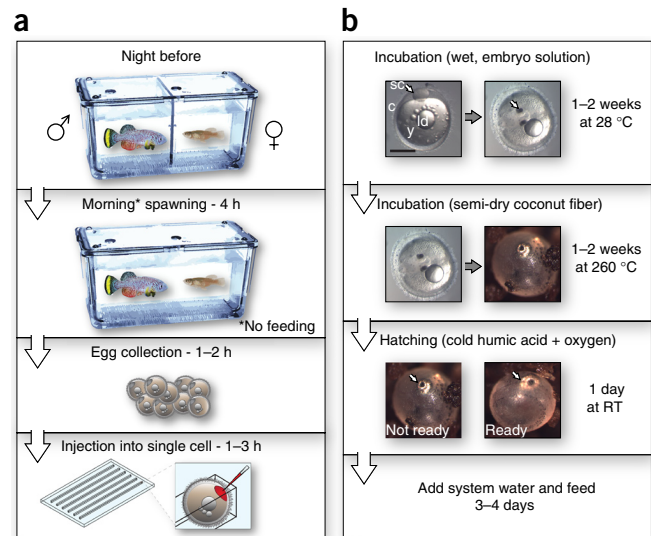 a
Night before
♂
♀
Morning* spawning - 4 h
*No feeding
Egg collection - 1–2 h
Injection into single cell - 1–3 h
b
Incubation (wet, embryo solution)
sc
c
ld
y
1–2 weeks
at 28 °C
Incubation (semi-dry coconut fiber)
1–2 weeks
at 260 °C
Hatching (cold humic acid + oxygen)
Not ready
Ready
1 day
at RT
Add system water and feed
3–4 days